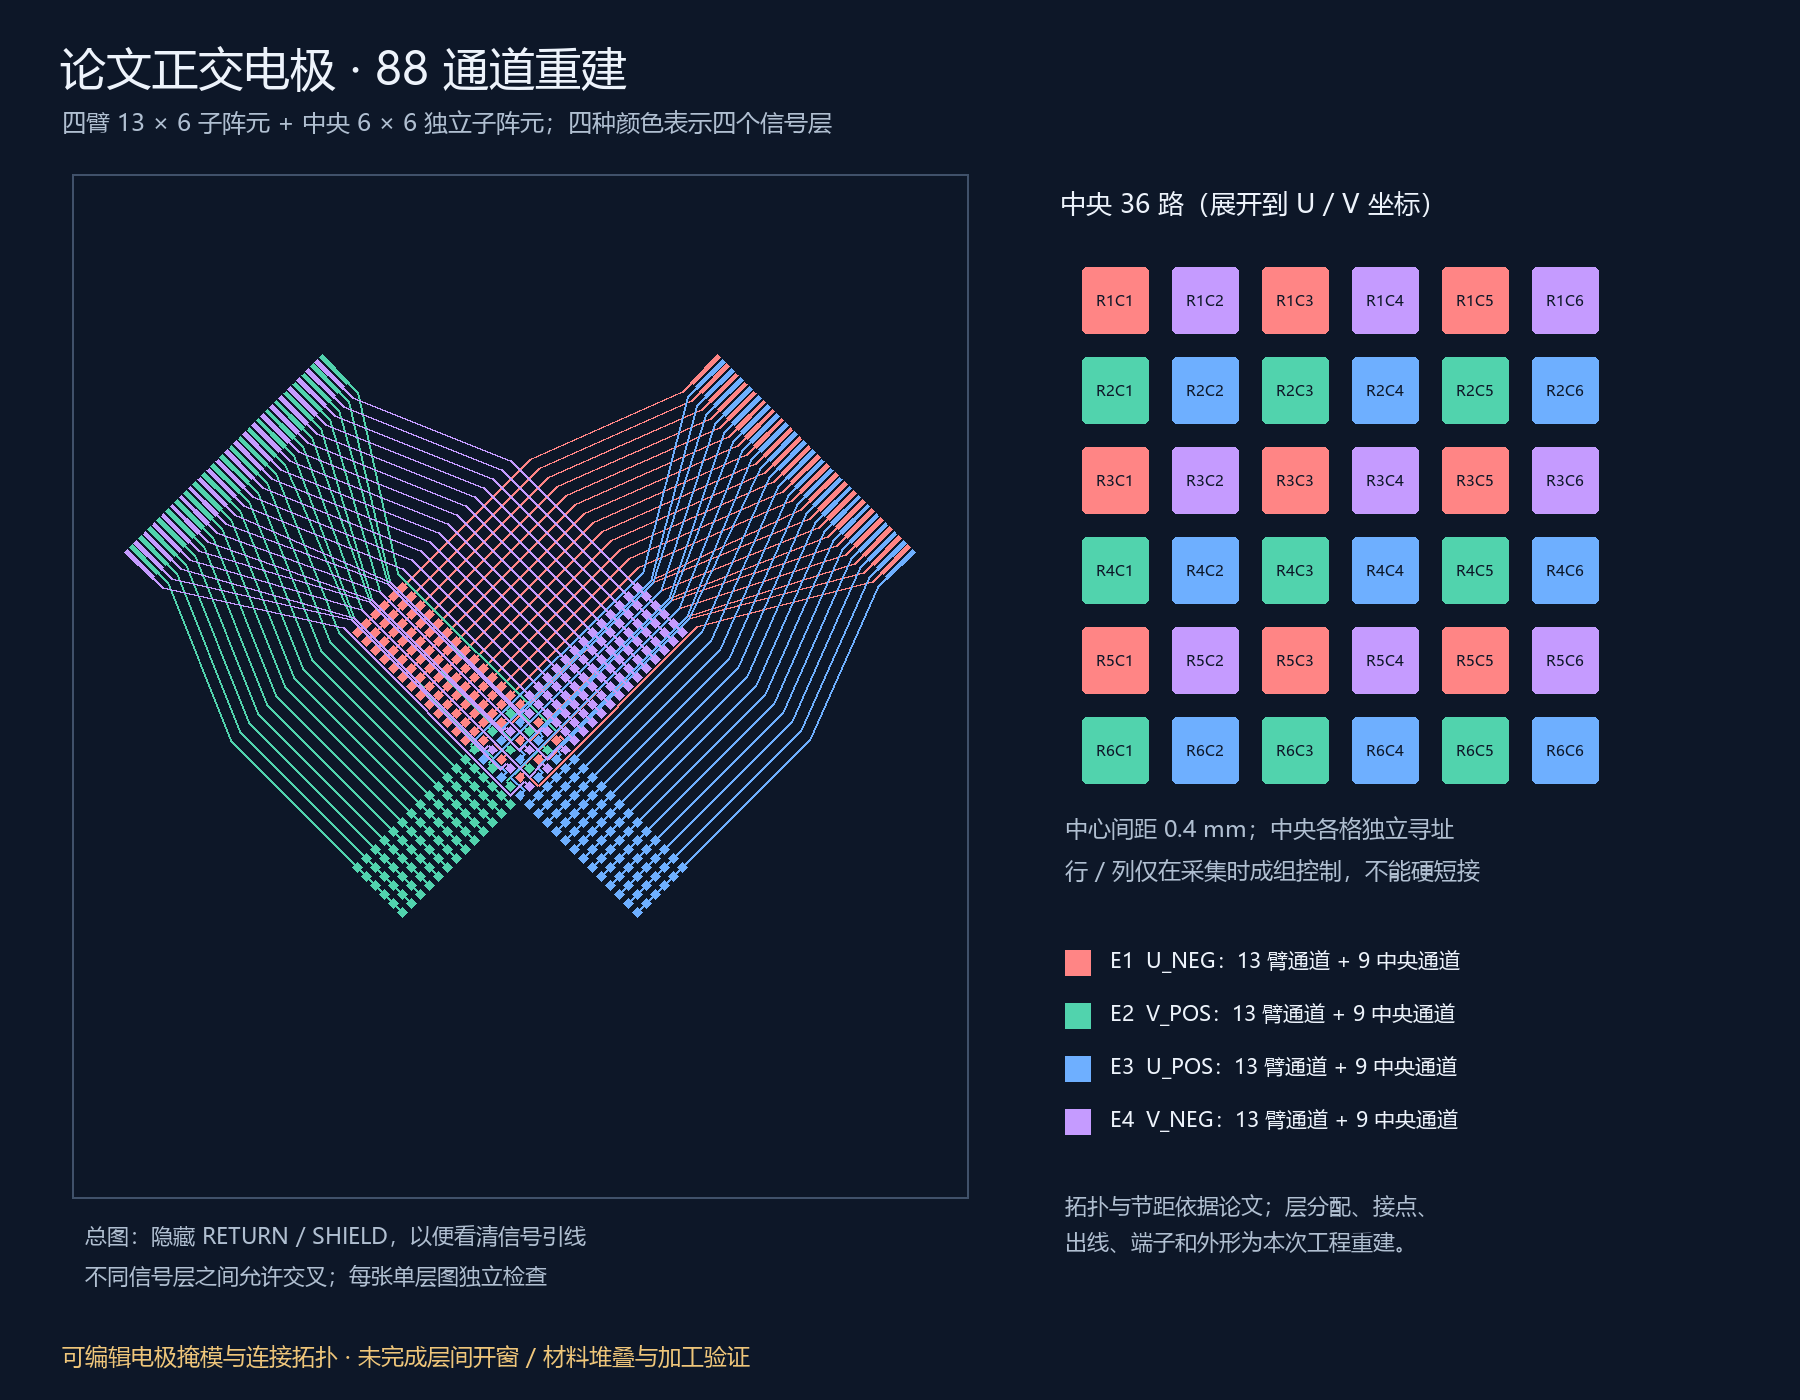 论文正交电极 · 88 通道重建
四臂 13 × 6 子阵元 + 中央 6 × 6 独立子阵元；四种颜色表示四个信号层
中央 36 路（展开到 U / V 坐标）
R1C1 R1C2 R1C3 R1C4 R1C5 R1C6
R2C1 R2C2 R2C3 R2C4 R2C5 R2C6
R3C1 R3C2 R3C3 R3C4 R3C5 R3C6
R4C1 R4C2 R4C3 R4C4 R4C5 R4C6
R5C1 R5C2 R5C3 R5C4 R5C5 R5C6
R6C1 R6C2 R6C3 R6C4 R6C5 R6C6
中心间距 0.4 mm；中央各格独立寻址
行 / 列仅在采集时成组控制，不能硬短接
E1 U_NEG：13 臂通道 + 9 中央通道
E2 V_POS：13 臂通道 + 9 中央通道
E3 U_POS：13 臂通道 + 9 中央通道
E4 V_NEG：13 臂通道 + 9 中央通道
拓扑与节距依据论文；层分配、接点、
出线、端子和外形为本次工程重建。
总图：隐藏 RETURN / SHIELD，以便看清信号引线
不同信号层之间允许交叉；每张单层图独立检查
可编辑电极掩模与连接拓扑 · 未完成层间开窗 / 材料堆叠与加工验证